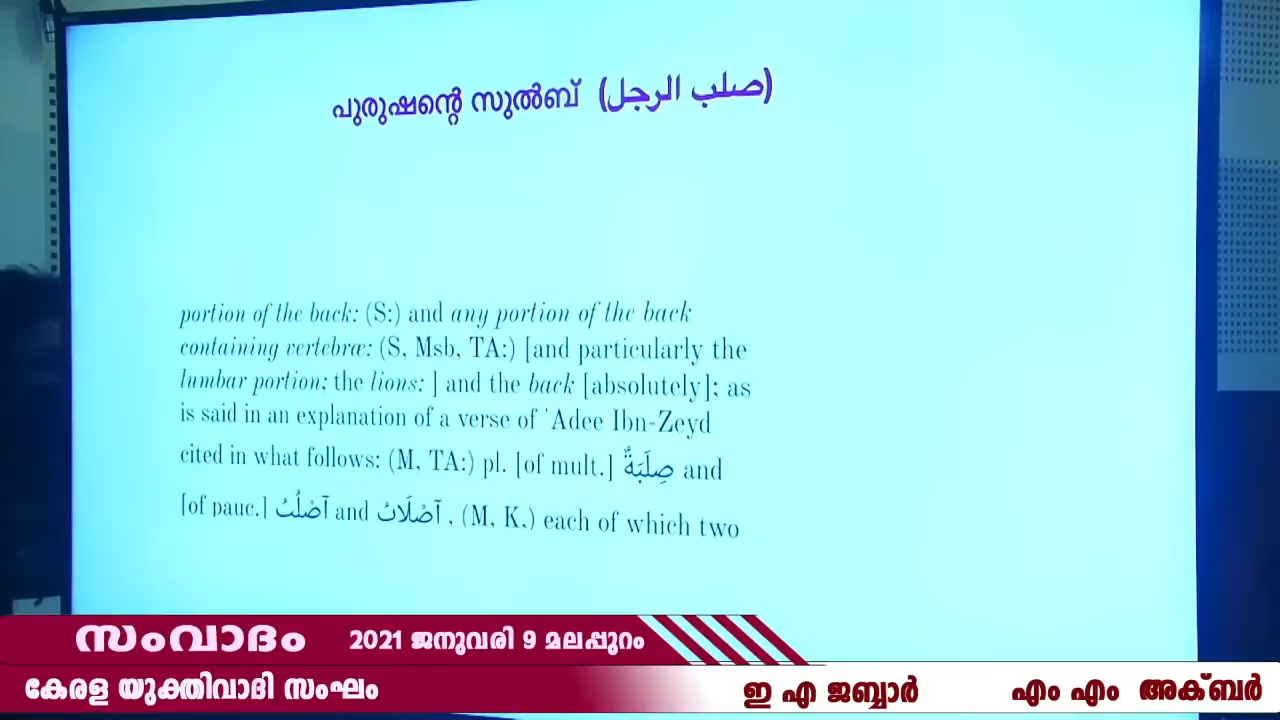 പുരുഷന്റെ സുൽബ് (صلب الرجل)
portion of the back: (S:) and any portion of the back
containing vertebræ: (S, Msb, TA:) [and particularly the
lumbar portion; the lions: ] and the back [absolutely]; as
is said in an explanation of a verse of 'Adee Ibn-Zeyd
cited in what follows: (M, TA:) pl. [of mult.] صِلَبَةٌ and
[of pauc.] آصْلُبٌ and آصْلَابٌ , (M, K,) each of which two
സംവാദം 2021 ജനുവരി 9 മലപ്പുറം
കേരള യുക്തിവാദി സംഘം ഇ എ ജബ്ബാർ എം എം അക്ബർ